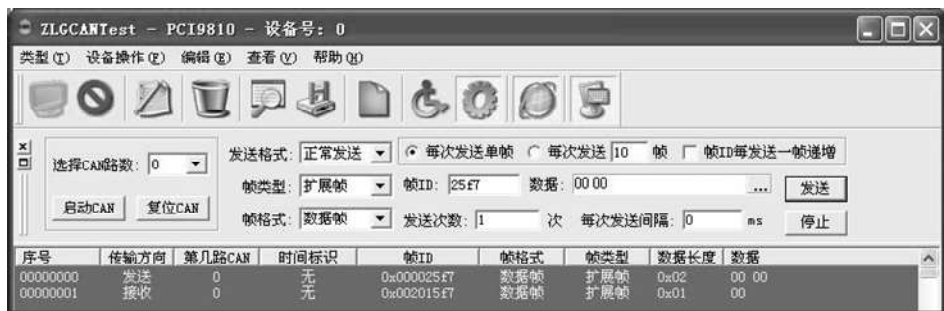 ZLGCANTest - PCI9810 - 设备号: 0
类型(T) 设备操作(F) 编辑(E) 查看(V) 帮助(H)
选择CAN路数: 0
启动CAN 复位CAN
发送格式: 正常发送 每次发送单帧 每次发送 10 帧 帧ID每发送一帧递增
帧类型: 扩展帧 帧ID: 25f7 数据: 00 00 ... 发送
帧格式: 数据帧 发送次数: 1 次 每次发送间隔: 0 ms 停止
序号 传输方向 第几路CAN 时间标识 帧ID 帧格式 帧类型 数据长度 数据
00000000 发送 0 无 0x000025f7 数据帧 扩展帧 0x02 00 00
00000001 接收 0 无 0x002015f7 数据帧 扩展帧 0x01 00